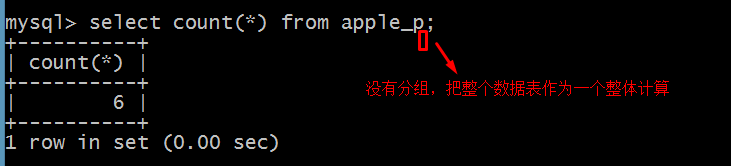 mysql> select count(*) from apple_p;
+----------+
| count(*) |
+----------+
|        6 |
+----------+
1 row in set (0.00 sec)
没有分组，把整个数据表作为一个整体计算